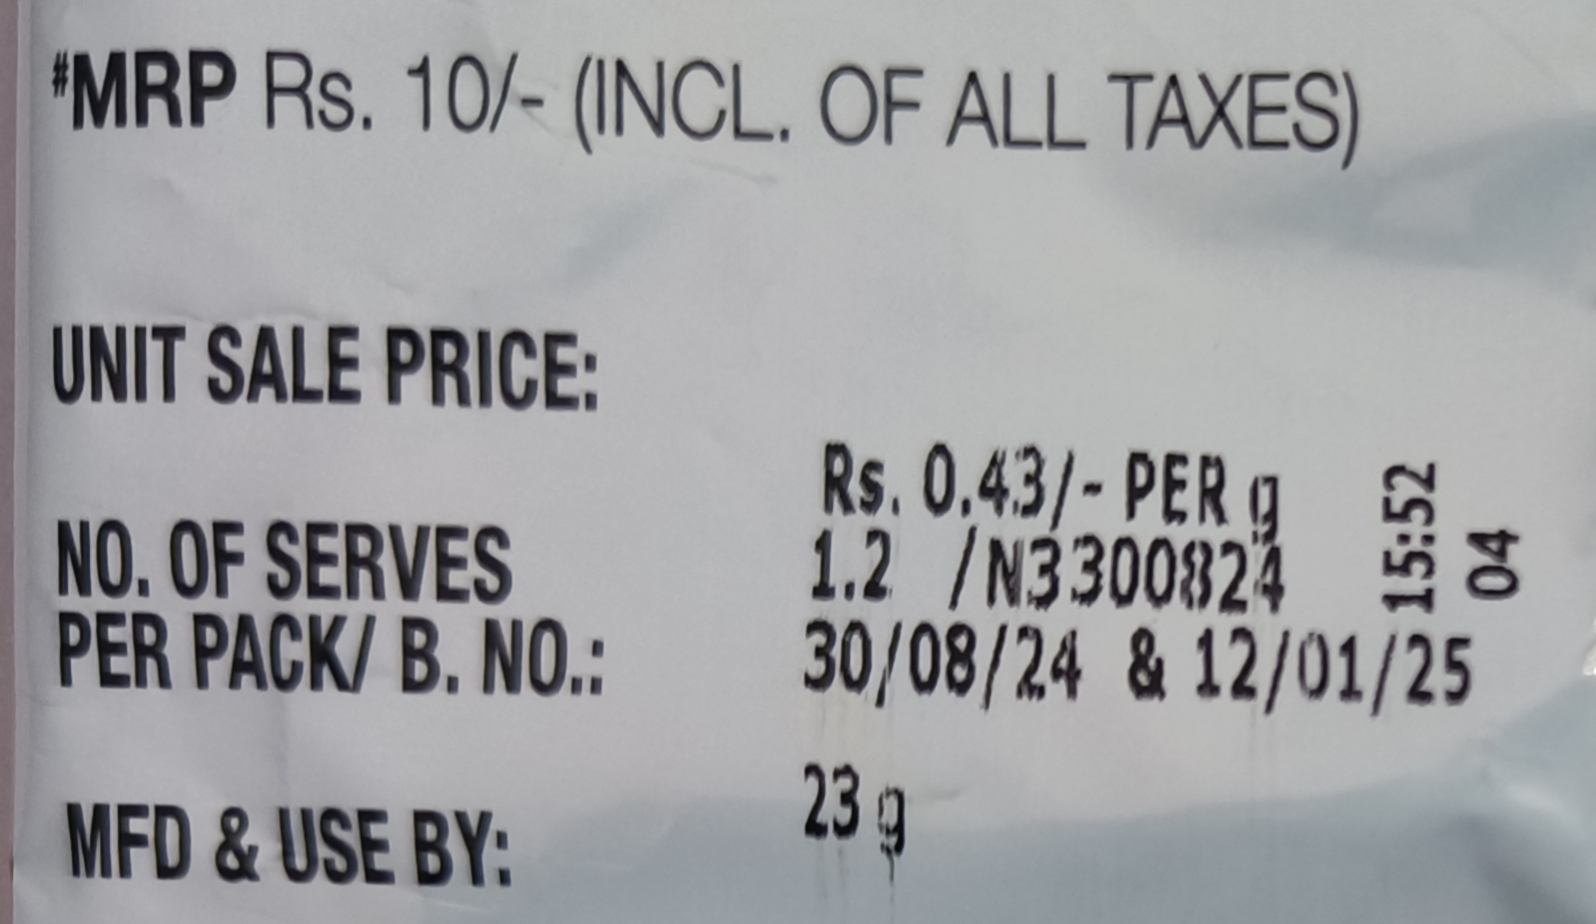 #MRP Rs. 10/- (INCL. OF ALL TAXES)
UNIT SALE PRICE:
Rs. 0.43/- PER g
NO. OF SERVES
1.2 /N3300824
PER PACK/ B. NO.:
30/08/24 & 12/01/25
15:52
04
MFD & USE BY:
23 g